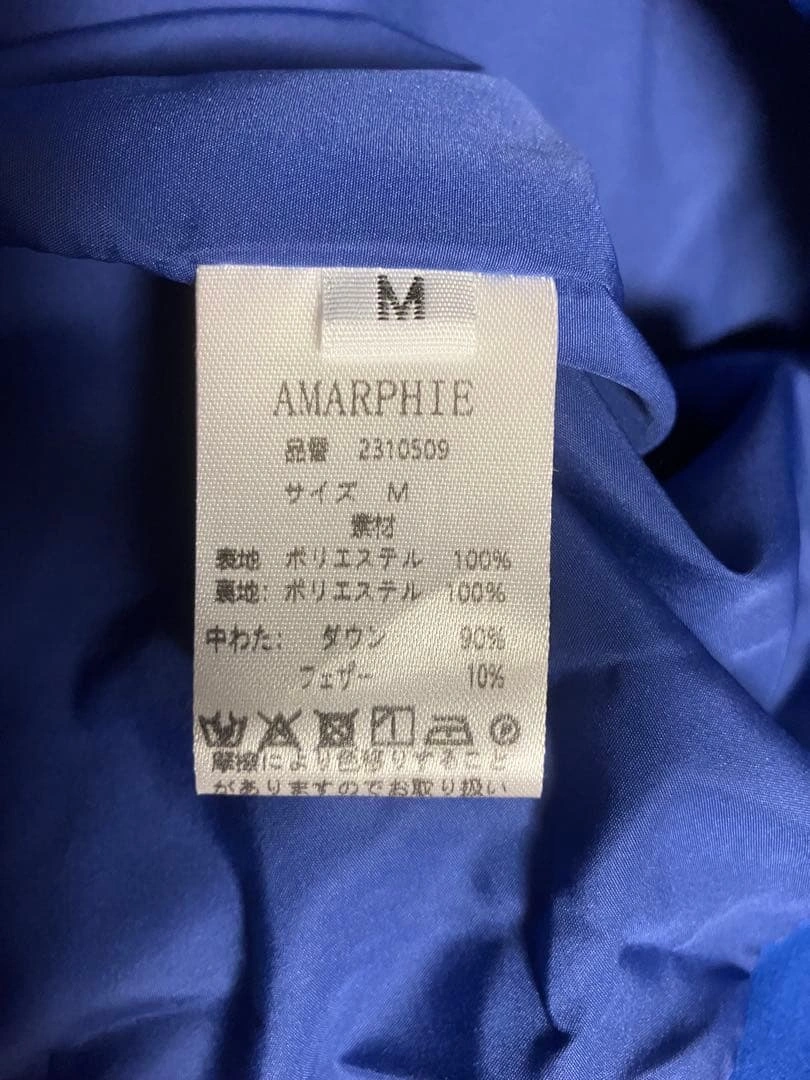 M
AMARPHIE
品番 2310509
サイズ M
素材
表地 ポリエステル 100%
裏地: ポリエステル 100%
中わた: ダウン 90%
フェザー 10%
摩擦により色移りすること
がありますのでお取り扱い